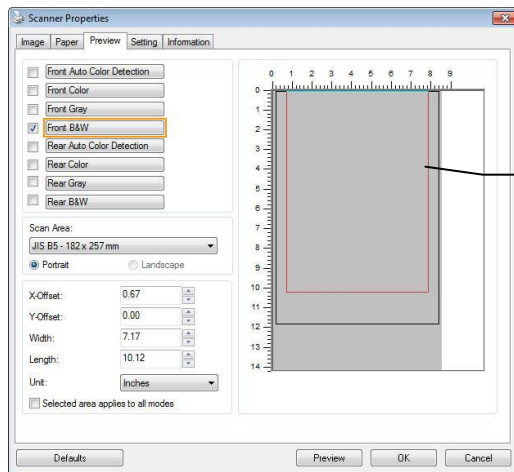 Scanner Properties
Image Paper Preview Setting Information
Front Auto Color Detection
Front Color
Front Gray
Front B&W
Rear Auto Color Detection
Rear Color
Rear Gray
Rear B&W
Scan Area:
JIS B5 - 182 x 257 mm
Portrait Landscape
X-Offset: 0.67
Y-Offset: 0.00
Width: 7.17
Length: 10.12
Unit: Inches
Selected area applies to all modes
0 1 2 3 4 5 6 7 8 9
0
1
2
3
4
5
6
7
8
9
10
11
12
13
14
Defaults Preview OK Cancel